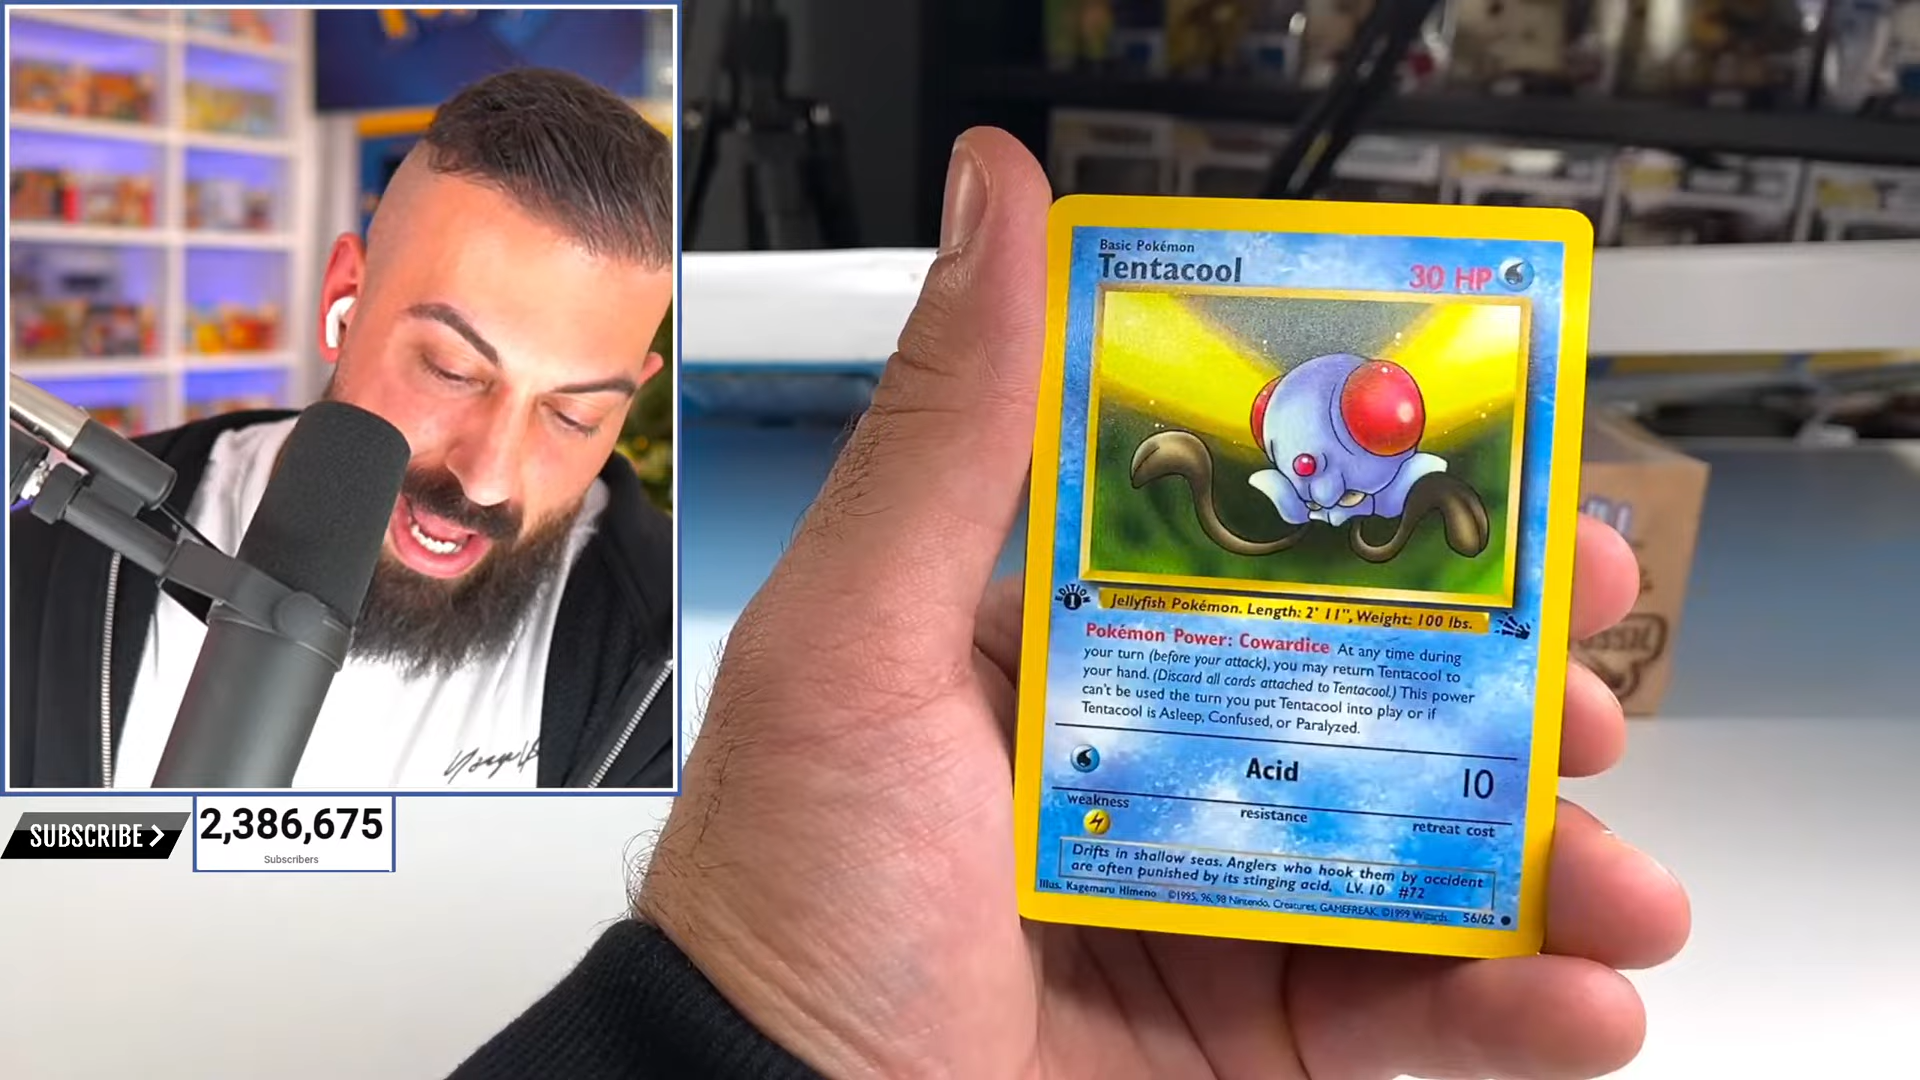 SUBSCRIBE
2,386,675
Subscribers
Basic Pokémon
Tentacool 30 HP
EDITION 1
Jellyfish Pokémon. Length: 2' 11", Weight: 100 lbs.
Pokémon Power: Cowardice At any time during
your turn (before your attack), you may return Tentacool to
your hand. (Discard all cards attached to Tentacool.) This power
can't be used the turn you put Tentacool into play or if
Tentacool is Asleep, Confused, or Paralyzed.
Acid 10
weakness resistance retreat cost
Drifts in shallow seas. Anglers who hook them by accident
are often punished by its stinging acid. LV. 10 #72
Illus. Kagemaru Himeno ©1995, 96, 98 Nintendo, Creatures, GAMEFREAK. ©1999 Wizards. 56/62